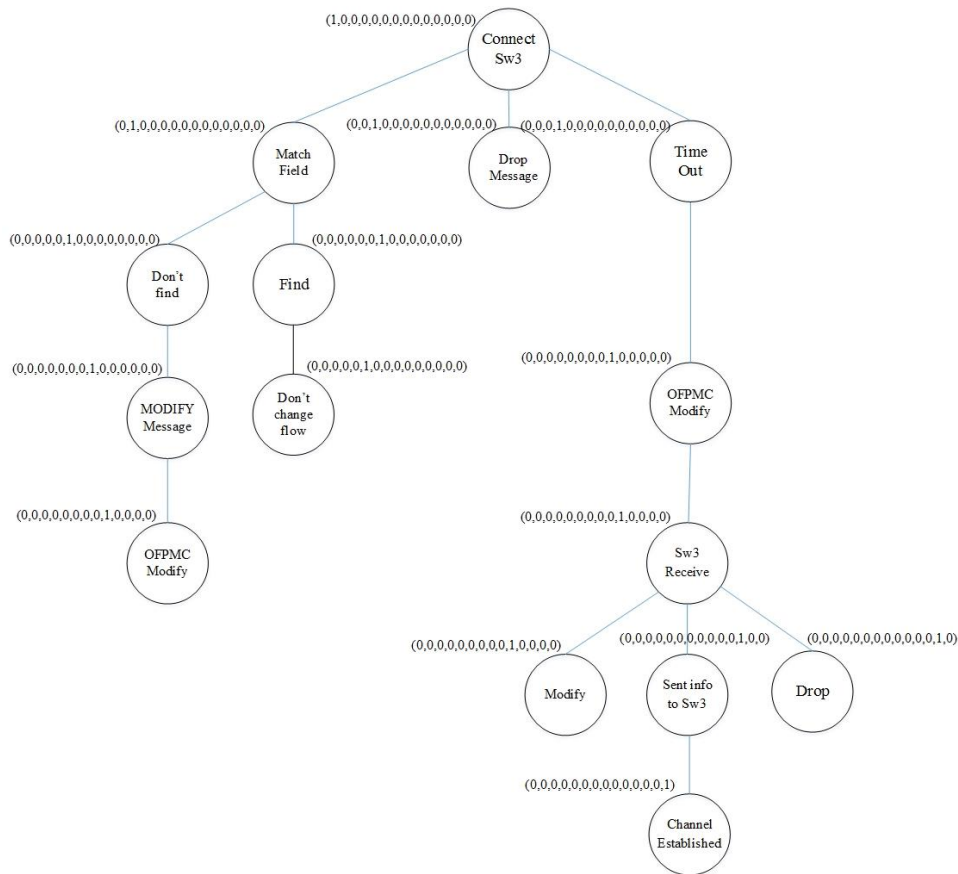 (1,0,0,0,0,0,0,0,0,0,0,0,0,0,0)
Connect
Sw3
(0,1,0,0,0,0,0,0,0,0,0,0,0,0,0)
Match
Field
(0,0,1,0,0,0,0,0,0,0,0,0,0,0,0)
Drop
Message
(0,0,0,1,0,0,0,0,0,0,0,0,0,0,0)
Time
Out
(0,0,0,0,0,1,0,0,0,0,0,0,0,0,0)
Don't
find
(0,0,0,0,0,0,1,0,0,0,0,0,0,0,0)
Find
(0,0,0,0,0,0,0,0,1,0,0,0,0,0,0)
MODIFY
Message
(0,0,0,0,0,1,0,0,0,0,0,0,0,0,0,0)
Don't
change
flow
(0,0,0,0,0,0,0,0,0,1,0,0,0,0,0)
OFPMC
Modify
(0,0,0,0,0,0,0,0,0,1,0,0,0,0)
OFPMC
Modify
(0,0,0,0,0,0,0,0,0,0,1,0,0,0,0)
Sw3
Receive
(0,0,0,0,0,0,0,0,0,0,1,0,0,0,0)
Modify
(0,0,0,0,0,0,0,0,0,0,0,0,1,0,0)
Sent info
to Sw3
(0,0,0,0,0,0,0,0,0,0,0,0,0,1,0)
Drop
(0,0,0,0,0,0,0,0,0,0,0,0,0,0,1)
Channel
Established